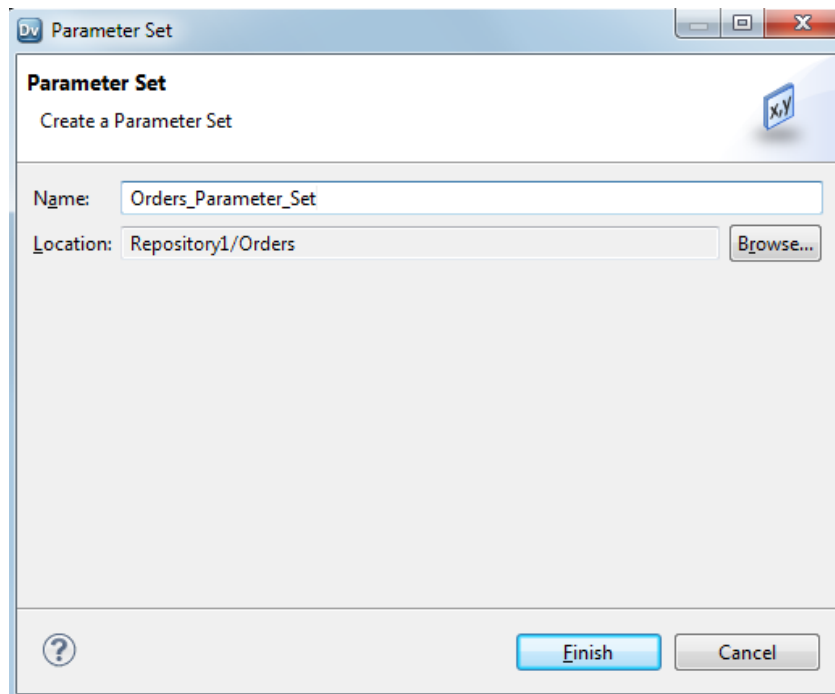 Dv Parameter Set
Parameter Set
Create a Parameter Set
x,y
Name: Orders_Parameter_Set
Location: Repository1/Orders Browse...
? Finish Cancel